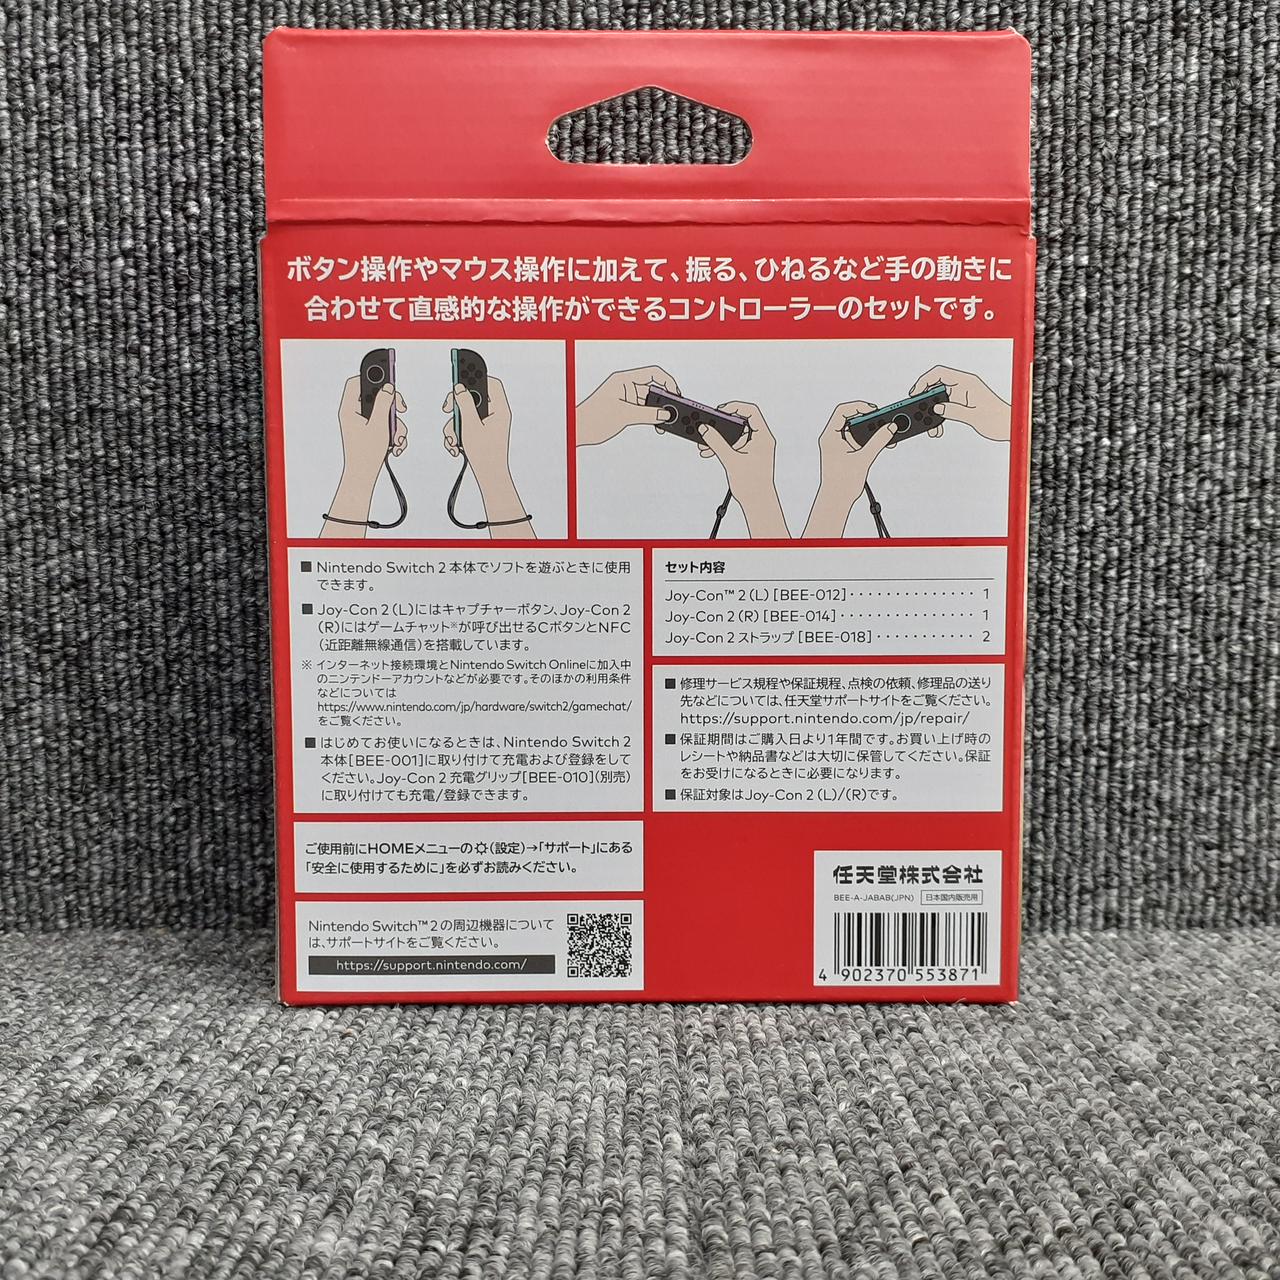 ボタン操作やマウス操作に加えて、振る、ひねるなど手の動きに
合わせて直感的な操作ができるコントローラーのセットです。
■ Nintendo Switch 2 本体でソフトを遊ぶときに使用
できます。
■ Joy-Con 2 (L)にはキャプチャーボタン、Joy-Con 2
(R)にはゲームチャット※が呼び出せるCボタンとNFC
(近距離無線通信)を搭載しています。
※ インターネット接続環境とNintendo Switch Onlineに加入中
のニンテンドーアカウントなどが必要です。そのほかの利用条件
などについては
https://www.nintendo.com/jp/hardware/switch2/gamechat/
をご覧ください。
■ はじめてお使いになるときは、Nintendo Switch 2
本体[BEE-001]に取り付けて充電および登録をして
ください。Joy-Con 2 充電グリップ[BEE-010](別売)
に取り付けても充電/登録できます。
ご使用前にHOMEメニューの(設定)→「サポート」にある
「安全に使用するために」を必ずお読みください。
Nintendo Switch™ 2 の周辺機器について
は、サポートサイトをご覧ください。
https://support.nintendo.com/
セット内容
Joy-Con™ 2 (L) [BEE-012]・・・・・・・・・・・・ 1
Joy-Con 2 (R) [BEE-014]・・・・・・・・・・・・・ 1
Joy-Con 2 ストラップ [BEE-018]・・・・・・・・・・ 2
■ 修理サービス規程や保証規程、点検の依頼、修理品の送り
先などについては、任天堂サポートサイトをご覧ください。
https://support.nintendo.com/jp/repair/
■ 保証期間はご購入日より1年間です。お買い上げ時の
レシートや納品書などは大切に保管してください。保証
をお受けになるときに必要になります。
■ 保証対象はJoy-Con 2 (L)/(R)です。
任天堂株式会社
BEE-A-JABAB(JPN) 日本国内販売用
4 902370 553871